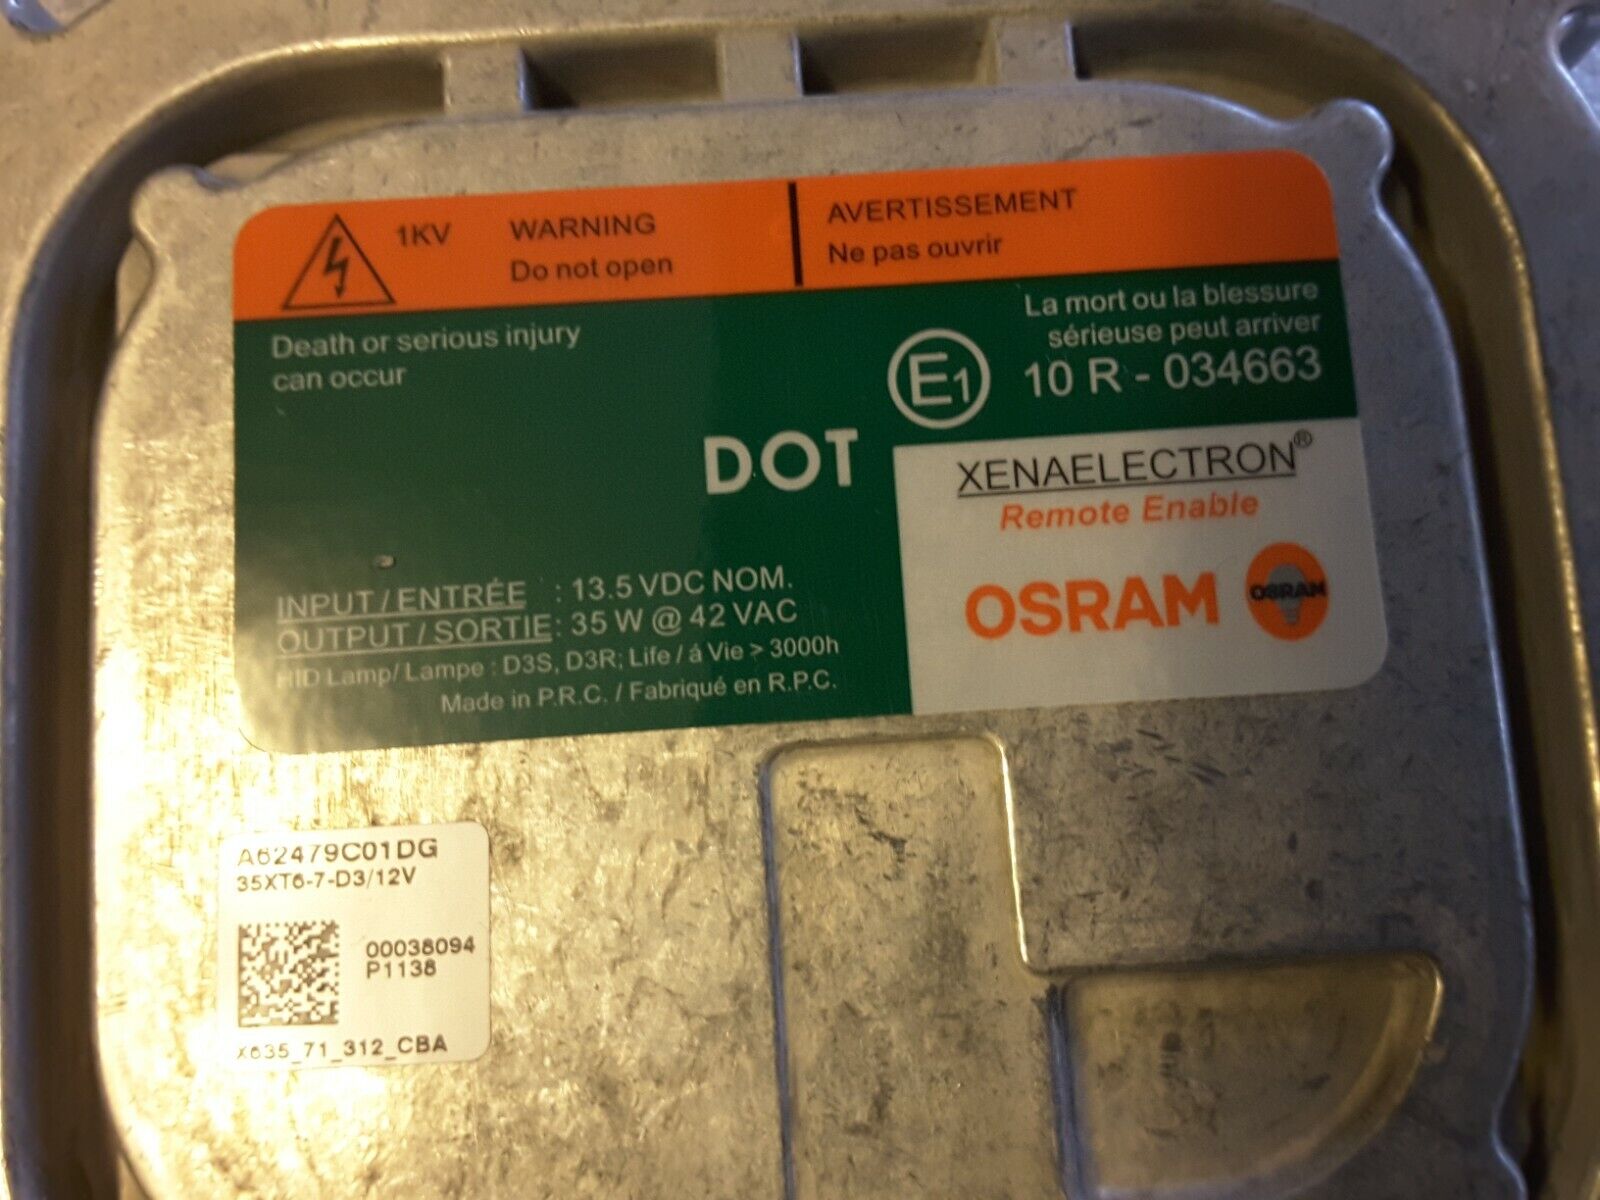 1KV
WARNING
Do not open
AVERTISSEMENT
Ne pas ouvrir
Death or serious injury
can occur
La mort ou la blessure
sérieuse peut arriver
E1
10 R - 034663
DOT
XENAELECTRON®
Remote Enable
OSRAM
OSRAM
INPUT / ENTRÉE : 13.5 VDC NOM.
OUTPUT / SORTIE : 35 W @ 42 VAC
HID Lamp/ Lampe : D3S, D3R; Life / á Vie > 3000h
Made in P.R.C. / Fabriqué en R.P.C.
A62479C01DG
35XT6-7-D3/12V
00038094
P1138
X635_71_312_CBA